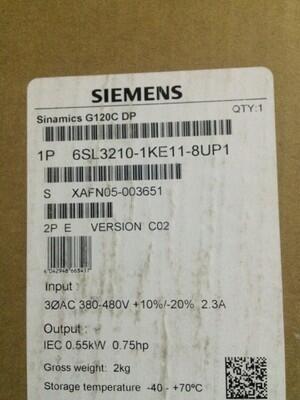 SIEMENS
QTY:1
Sinamics G120C DP
1P 6SL3210-1KE11-8UP1
S XAFN05-003651
2P E VERSION C02
Input :
3ØAC 380-480V +10%/-20% 2.3A
Output :
IEC 0.55kW 0.75hp
Gross weight: 2kg
Storage temperature -40 - +70°C